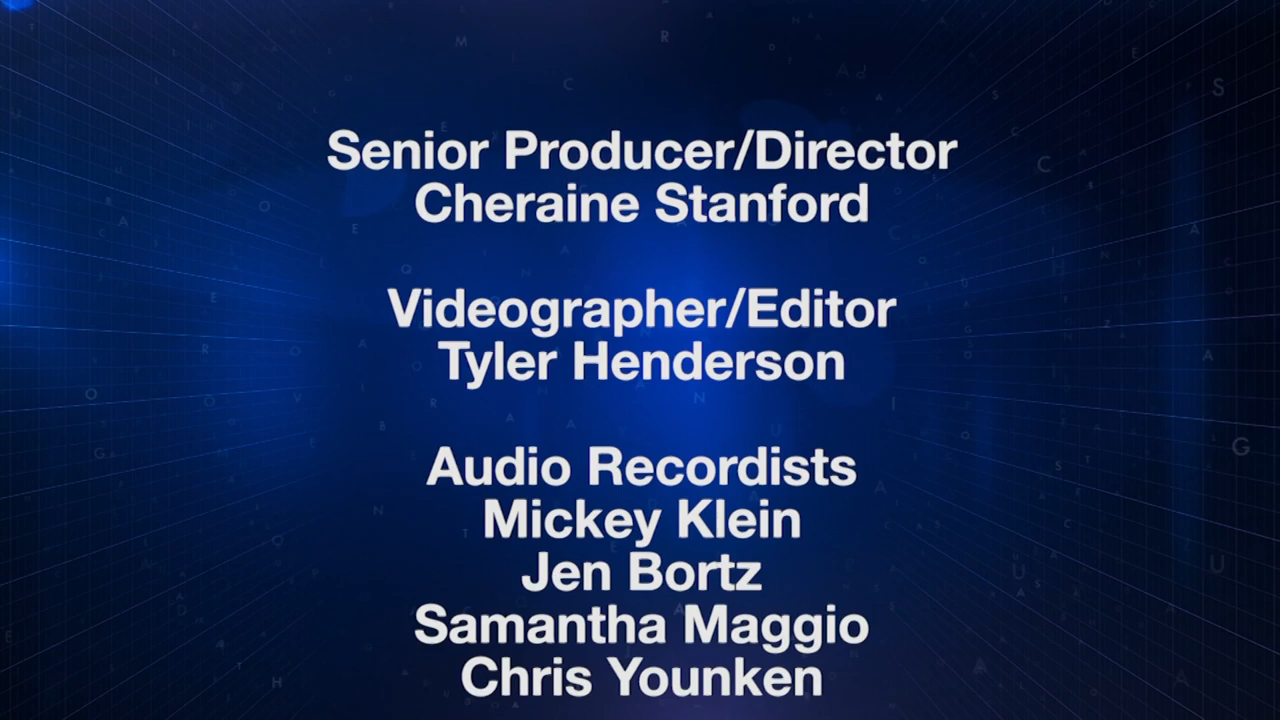 Senior Producer/Director
Cheraine Stanford
Videographer/Editor
Tyler Henderson
Audio Recordists
Mickey Klein
Jen Bortz
Samantha Maggio
Chris Younken